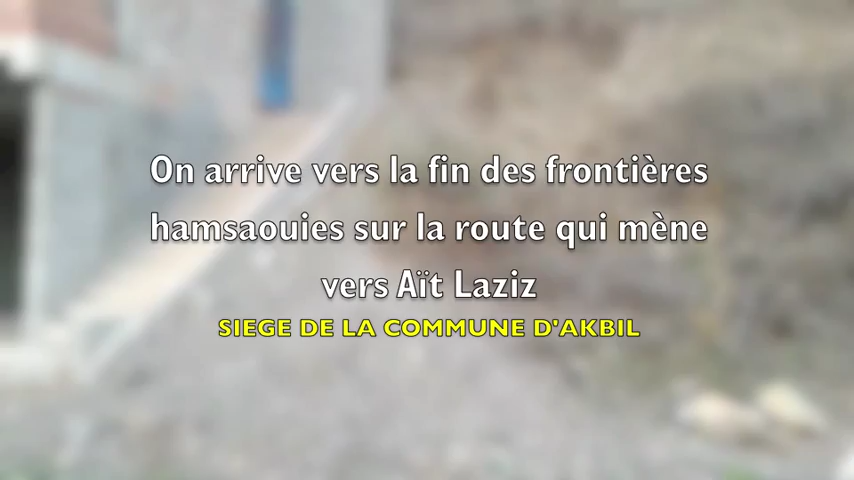 On arrive vers la fin des frontières
hamsaouies sur la route qui mène
vers Aït Laziz
SIEGE DE LA COMMUNE D'AKBIL